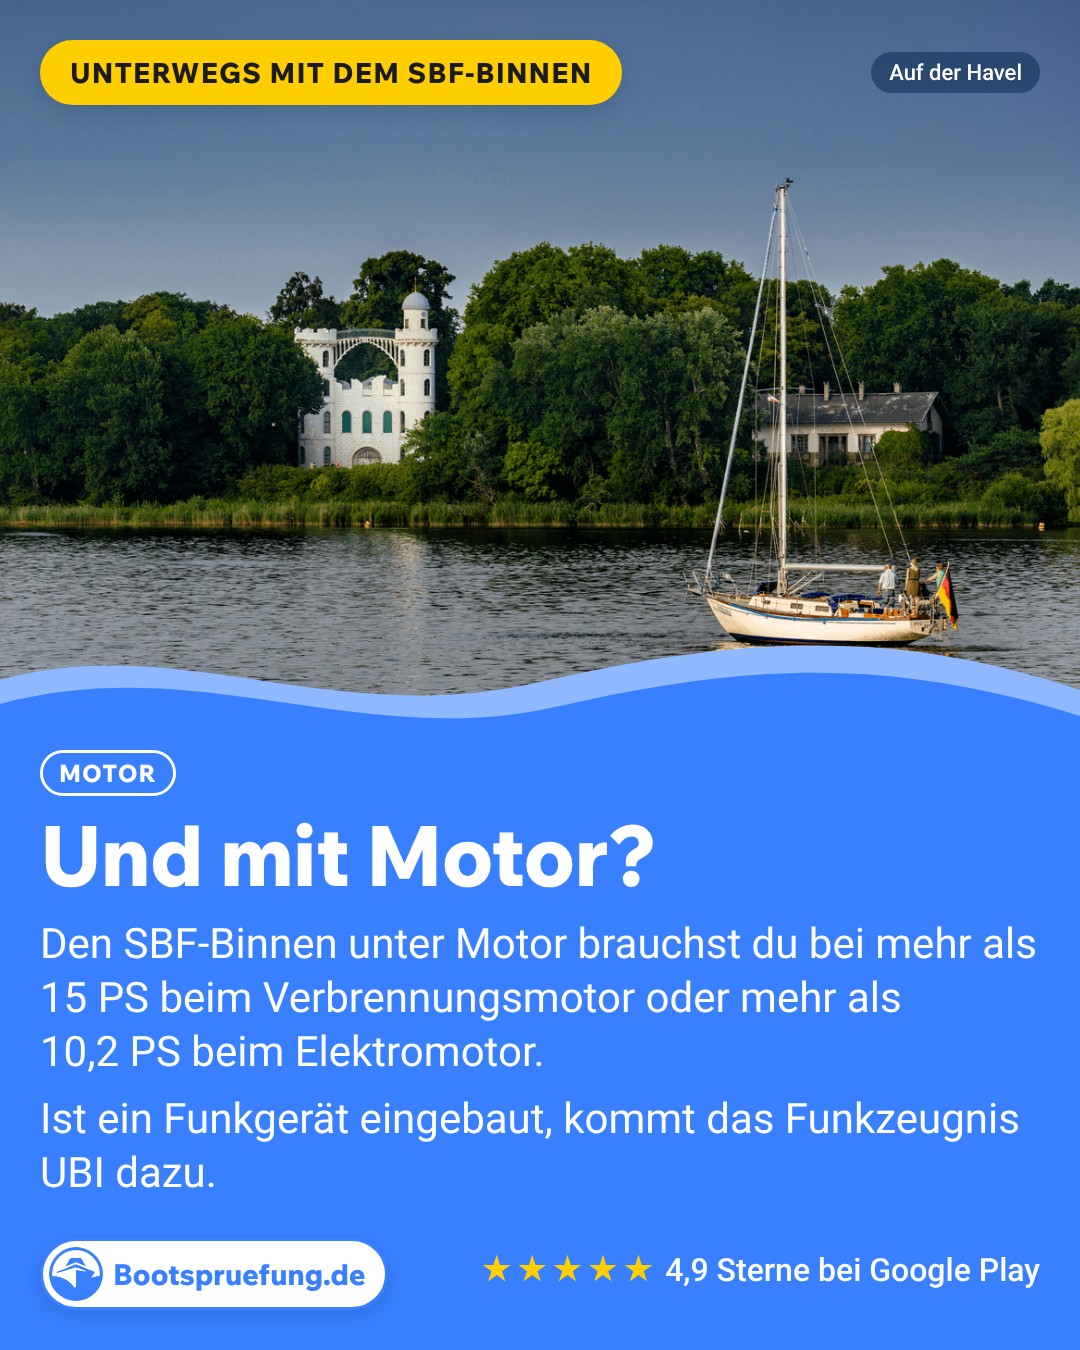 UNTERWEGS MIT DEM SBF-BINNEN
Auf der Havel
MOTOR
Und mit Motor?
Den SBF-Binnen unter Motor brauchst du bei mehr als
15 PS beim Verbrennungsmotor oder mehr als
10,2 PS beim Elektromotor.
Ist ein Funkgerät eingebaut, kommt das Funkzeugnis
UBI dazu.
Bootspruefung.de
★★★★★ 4,9 Sterne bei Google Play